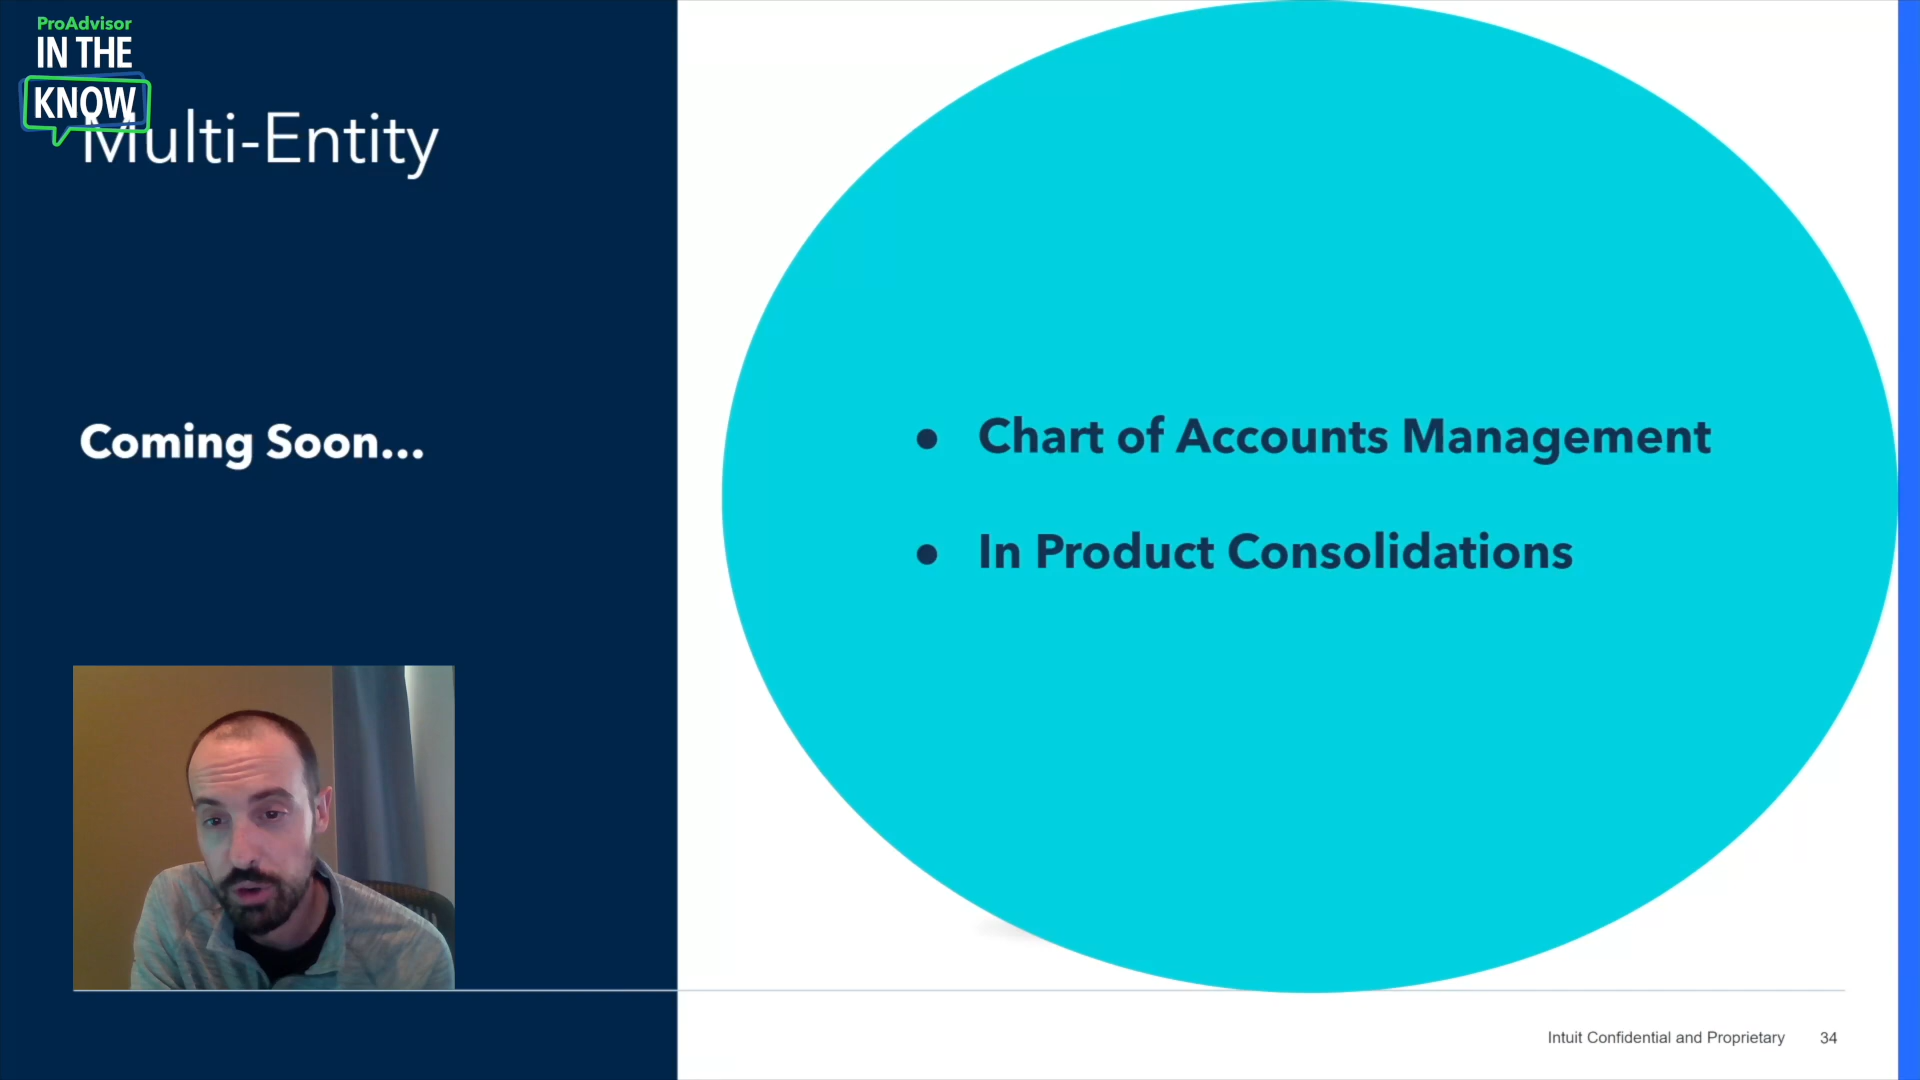 ProAdvisor
IN THE
KNOW
Multi-Entity
Coming Soon...
● Chart of Accounts Management
● In Product Consolidations
Intuit Confidential and Proprietary 34